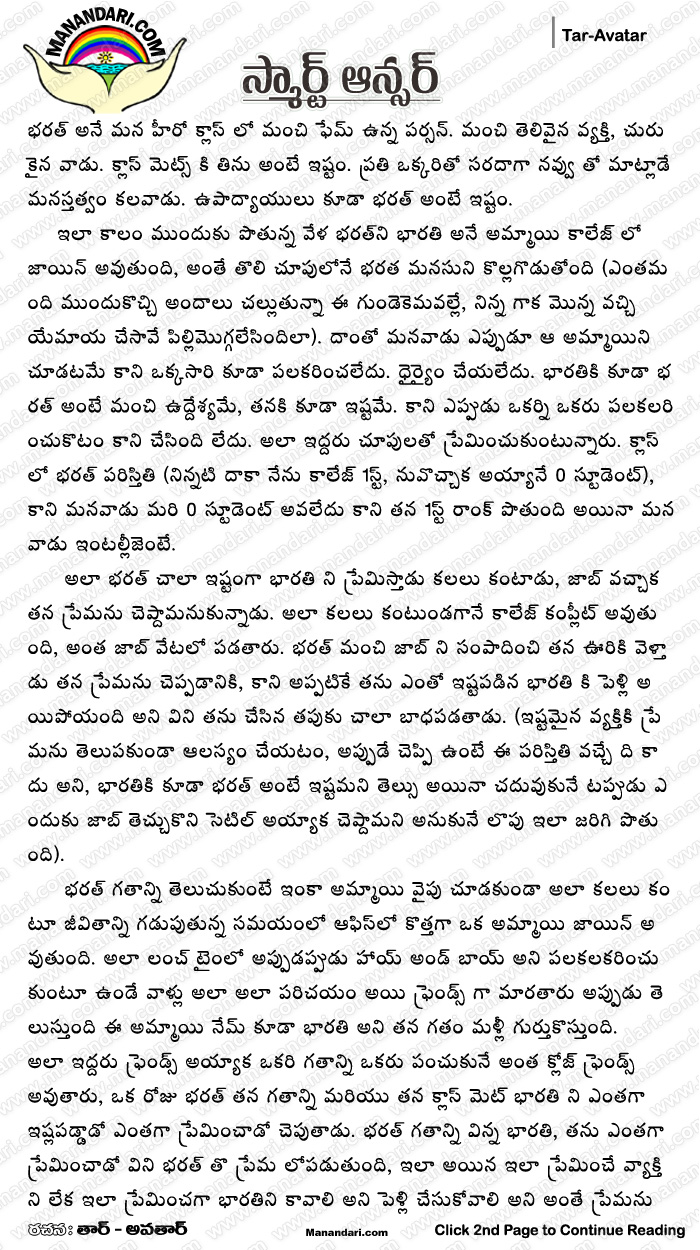 MANANDARI.COM
Tar-Avatar
స్మార్ట్ ఆన్సర్
భరత్ అనే మన హీరో క్లాస్ లో మంచి ఫేమ్ ఉన్న పర్సన్. మంచి తెలివైన వ్యక్తి, చురు
కైన వాడు. క్లాస్ మెట్స్ కి తిను అంటే ఇష్టం. ప్రతి ఒక్కరితో సరదాగా నవ్వు తో మాట్లాడే
మనస్తత్వం కలవాడు. ఉపాద్యాయులు కూడా భరత్ అంటే ఇష్టం.
ఇలా కాలం ముందుకు పొతున్న వేళ భరత్‌ని భారతి అనే అమ్మాయి కాలేజ్ లో
జాయిన్ అవుతుంది, అంతే తొలి చూపులోనే భరత మనసుని కొల్లగొడుతోంది (ఎంతమ
ంది ముందుకొచ్చి అందాలు చల్లుతున్నా ఈ గుండెకెమవల్లే, నిన్న గాక మొన్న వచ్చి
యేమాయ చేసావే పిల్లిమొగ్గలేసిందిలా). దాంతో మనవాడు ఎప్పుడూ ఆ అమ్మాయిని
చూడటమే కాని ఒక్కసారి కూడా పలకరించలేదు. ధైర్యైం చేయలేదు. భారతికి కూడా భ
రత్ అంటే మంచి ఉద్దేశ్యమే, తనకి కూడా ఇష్టమే. కాని ఎప్పడు ఒకర్ని ఒకరు పలకలరి
ంచుకొటం కాని చేసింది లేదు. అలా ఇద్దరు చూపులతో ప్రేమించుకుంటున్నారు. క్లాస్
లో భరత్ పరిస్తితి (నిన్నటి దాకా నేను కాలేజ్ 1స్ట్, నువొచ్చాక అయ్యానే 0 స్టూడెంట్),
కాని మనవాడు మరి 0 స్టూడెంట్ అవలేదు కాని తన 1స్ట్ రాంక్ పొతుంది అయినా మన
వాడు ఇంటల్లీజెంటే.
అలా భరత్ చాలా ఇష్టంగా భారతి ని ప్రేమిస్తాడు కలలు కంటాడు, జాబ్ వచ్చాక
తన ప్రేమను చెప్దామనుకున్నాడు. అలా కలలు కంటుండగానే కాలేజ్ కంప్లీట్ అవుతు
ంది, అంత జాబ్ వేటలో పడతారు. భరత్ మంచి జాబ్ ని సంపాదించి తన ఊరికి వెళ్తా
డు తన ప్రేమను చెప్పడానికి, కాని అప్పటికే తను ఎంతో ఇష్టపడిన భారతి కి పెళ్లి అ
యిపోయంది అని విని తను చేసిన తపుకు చాలా బాధపడతాడు. (ఇష్టమైన వ్యక్తికి ప్రే
మను తెలుపకుండా ఆలస్యం చేయటం, అప్పుడే చెప్పి ఉంటే ఈ పరిస్తితి వచ్చే ది కా
దు అని, భారతికి కూడా భరత్ అంటే ఇష్టమని తెల్సు అయినా చదువుకునే టప్పడు ఎ
ందుకు జాబ్ తెచ్చుకొని సెటిల్ అయ్యాక చెప్దామని అనుకునే లొపు ఇలా జరిగి పొతు
ంది).
భరత్ గతాన్ని తెలుచుకుంటే ఇంకా అమ్మాయి వైపు చూడకుండా అలా కలలు కం
టూ జీవితాన్ని గడుపుతున్న సమయంలో ఆఫిస్‌లో కొత్తగా ఒక అమ్మాయి జాయిన్ అ
వుతుంది. అలా లంచ్ టైంలో అప్పుడప్పడు హాయ్ అండ్ బాయ్ అని పలకలకరించు
కుంటూ ఉండే వాళ్లు అలా అలా పరిచయం అయి ఫ్రెండ్స్ గా మారతారు అప్పుడు తె
లుస్తుంది ఈ అమ్మాయి నేమ్ కూడా భారతి అని తన గతం మళ్లీ గుర్తుకొస్తుంది.
అలా ఇద్దరు ఫ్రెండ్స్ అయ్యాక ఒకరి గతాన్ని ఒకరు పంచుకునే అంత క్లోజ్ ఫ్రెండ్స్
అవుతారు, ఒక రోజు భరత్ తన గతాన్ని మరియు తన క్లాస్ మెట్ భారతి ని ఎంతగా
ఇష్లపడ్డాడో ఎంతగా ప్రేమించాడో చెపుతాడు. భరత్ గతాన్ని విన్న భారతి, తను ఎంతగా
ప్రేమించాడో విని భరత్ తొ ప్రేమ లోపడుతుంది, ఇలా అయిన ఇలా ప్రేమించే వ్యాక్తి
ని లేక ఇలా ప్రేమించగా భారతిని కావాలి అని పెళ్లి చేసుకోవాలి అని అంతే ప్రేమను
రచన: తార్ - అవతార్
Manandari.com
Click 2nd Page to Continue Reading